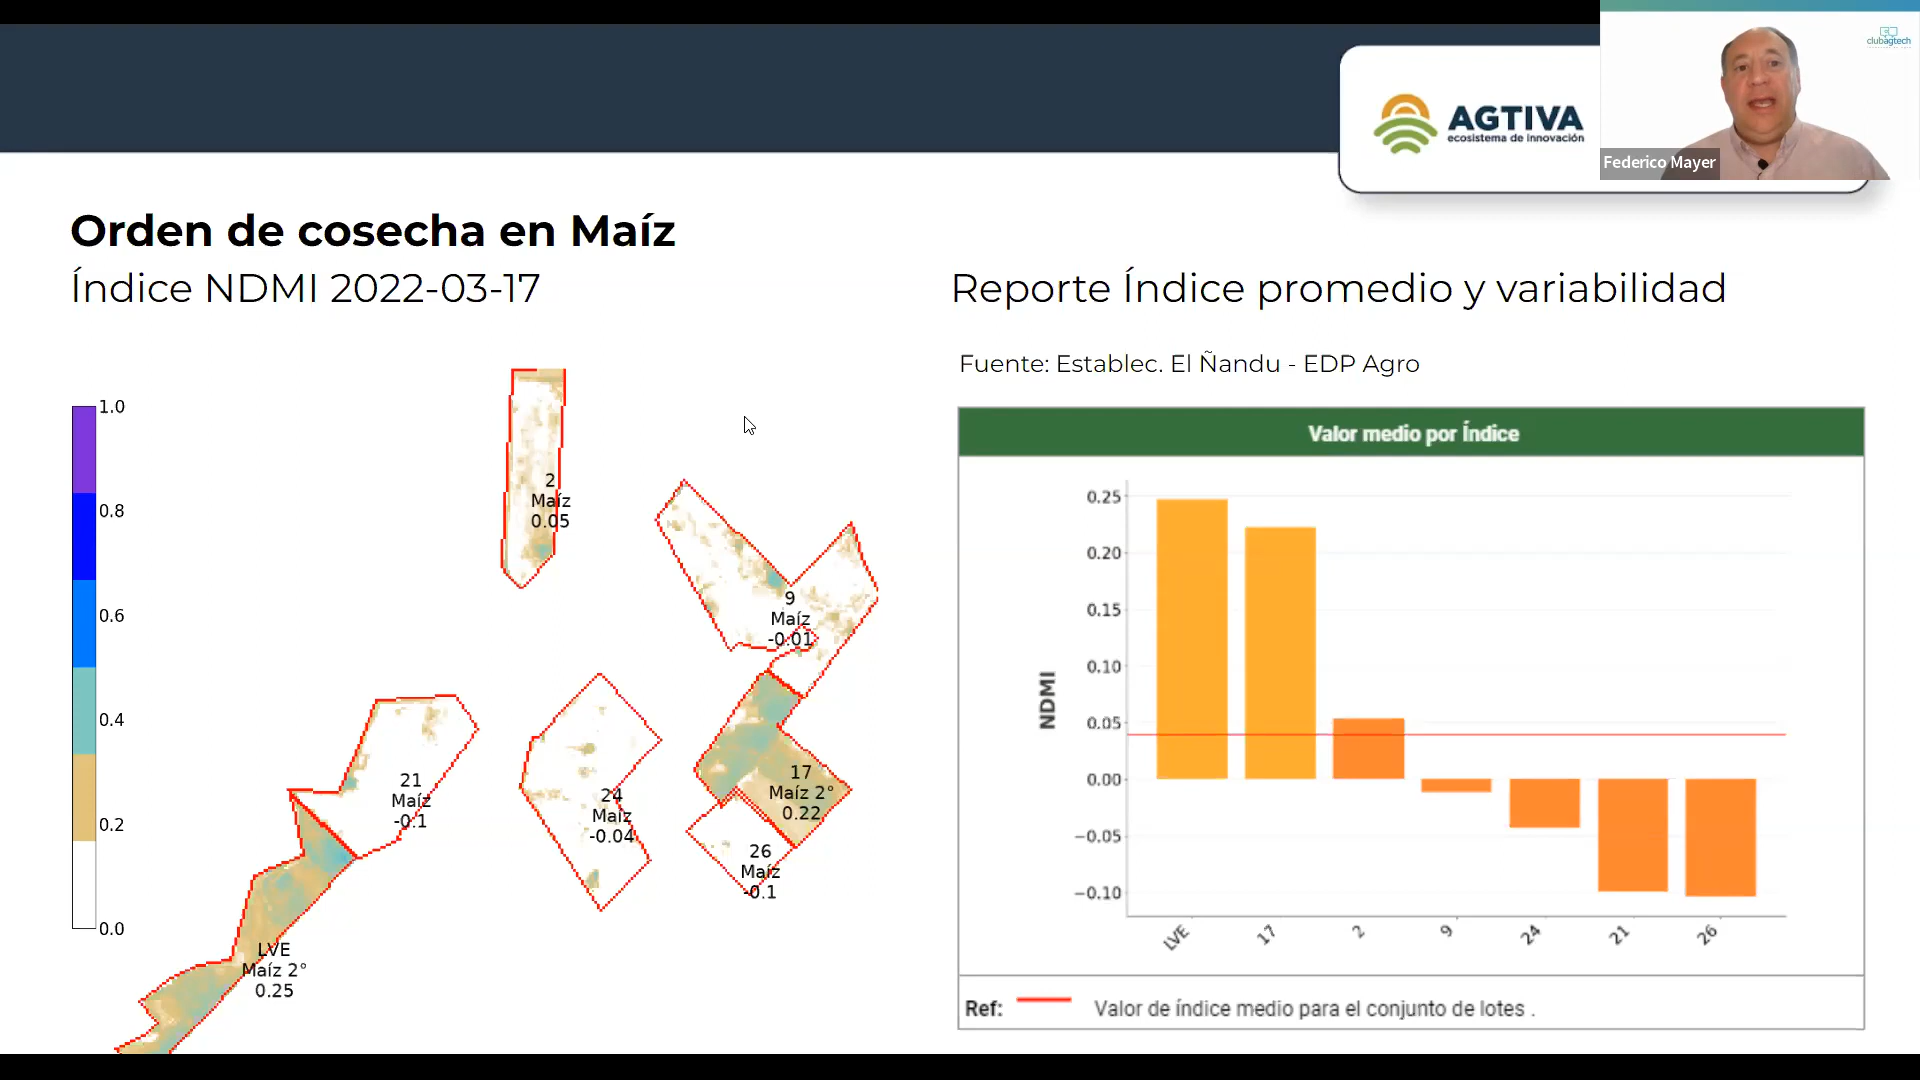 clubagtech
AGTIVA
ecosistema de innovación
Federico Mayer
Orden de cosecha en Maíz
Índice NDMI 2022-03-17
Reporte Índice promedio y variabilidad
Fuente: Establec. El Ñandu - EDP Agro
1.0
0.8
0.6
0.4
0.2
0.0
2
Maíz
0.05
9
Maíz
-0.01
21
Maíz
-0.1
24
Maíz
-0.04
17
Maíz 2°
0.22
26
Maíz
-0.1
LVE
Maíz 2°
0.25
Valor medio por Índice
NDMI
0.25
0.20
0.15
0.10
0.05
0.00
−0.05
−0.10
LVE
17
2
9
24
21
26
Ref:
Valor de índice medio para el conjunto de lotes .